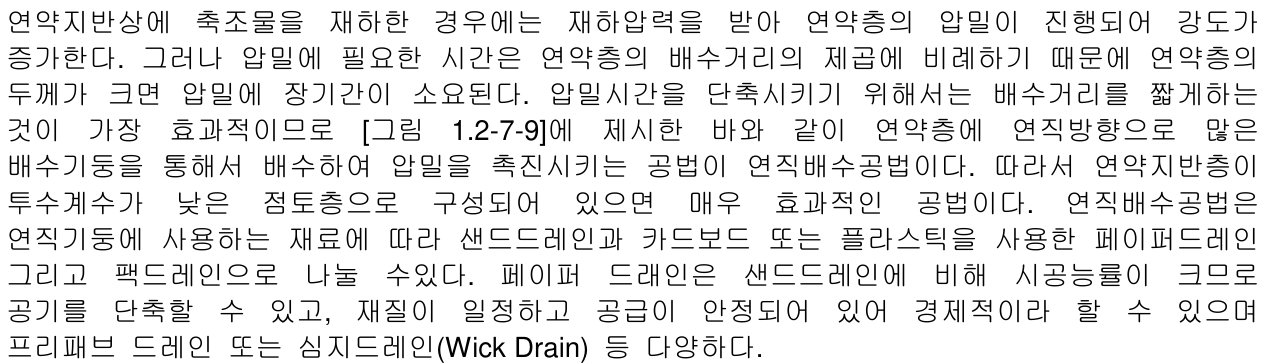 연약지반상에 축조물을 재하한 경우에는 재하압력을 받아 연약층의 압밀이 진행되어 강도가
증가한다. 그러나 압밀에 필요한 시간은 연약층의 배수거리의 제곱에 비례하기 때문에 연약층의
두께가 크면 압밀에 장기간이 소요된다. 압밀시간을 단축시키기 위해서는 배수거리를 짧게하는
것이 가장 효과적이므로 [그림 1.2-7-9]에 제시한 바와 같이 연약층에 연직방향으로 많은
배수기둥을 통해서 배수하여 압밀을 촉진시키는 공법이 연직배수공법이다. 따라서 연약지반층이
투수계수가 낮은 점토층으로 구성되어 있으면 매우 효과적인 공법이다. 연직배수공법은
연직기둥에 사용하는 재료에 따라 샌드드레인과 카드보드 또는 플라스틱을 사용한 페이퍼드레인
그리고 팩드레인으로 나눌 수있다. 페이퍼 드래인은 샌드드레인에 비해 시공능률이 크므로
공기를 단축할 수 있고, 재질이 일정하고 공급이 안정되어 있어 경제적이라 할 수 있으며
프리패브 드레인 또는 심지드레인(Wick Drain) 등 다양하다.